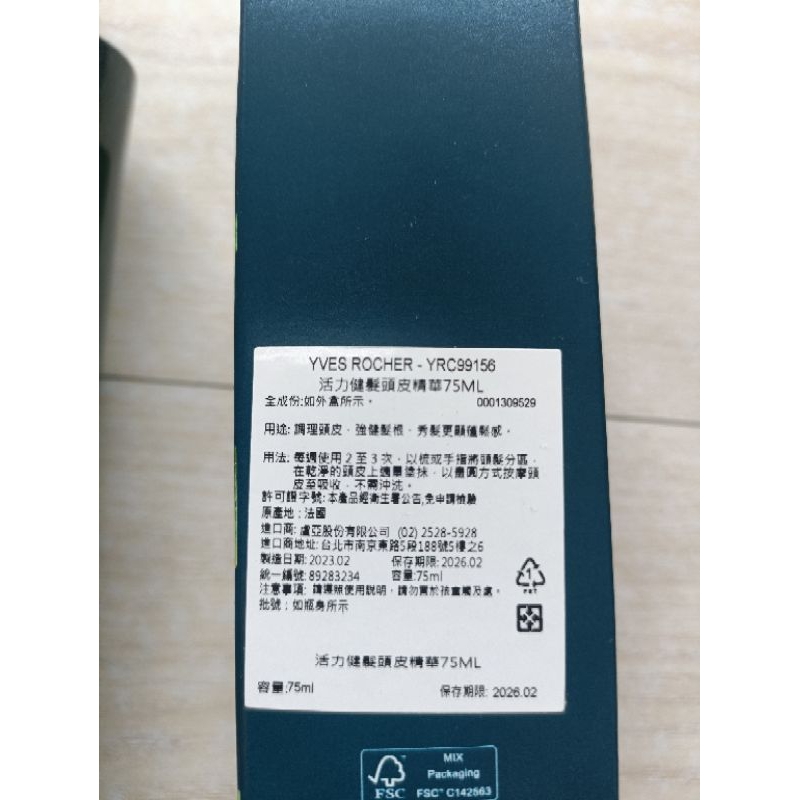 YVES ROCHER - YRC99156
活力健髮頭皮精華75ML
全成份:如外盒所示。 0001309529
用途: 調理頭皮、強健髮根，秀髮更顯蓬鬆感。
用法: 每週使用 2 至 3 次，以梳或手指將頭髮分區，
在乾淨的頭皮上適量塗抹，以畫圓方式按摩頭
皮至吸收，不需沖洗。
許可證字號: 本產品經衛生署公告,免申請檢驗
原產地：法國
進口商: 盧亞股份有限公司 (02) 2528-5928
進口商地址: 台北市南京東路5段188號5樓之6
製造日期: 2023.02 保存期限: 2026.02
統一編號: 89283234 容量:75ml
注意事項: 請遵照使用說明，請勿置於孩童觸及處。
批號：如瓶身所示
1
PET
活力健髮頭皮精華75ML
容量:75ml 保存期限: 2026.02
MIX
Packaging
FSC FSC™ C142663